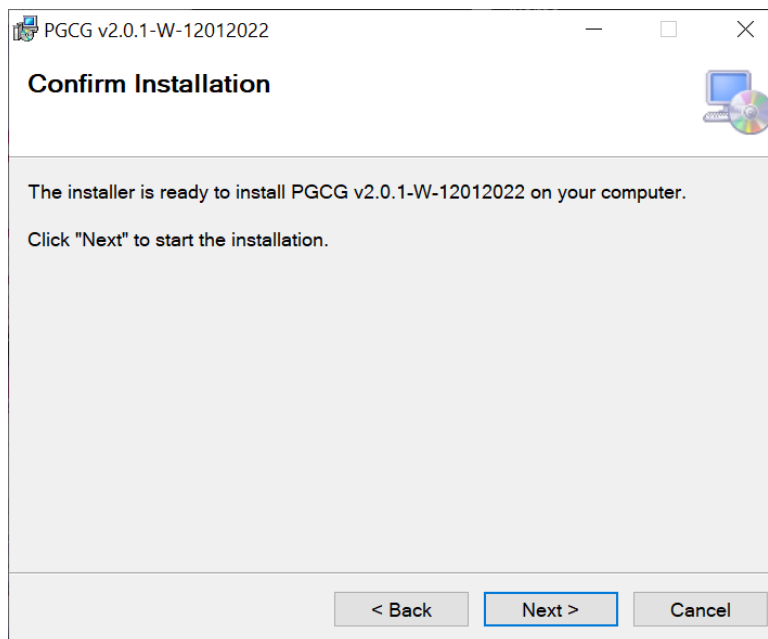 PGCG v2.0.1-W-12012022
Confirm Installation
The installer is ready to install PGCG v2.0.1-W-12012022 on your computer.
Click "Next" to start the installation.
< Back
Next >
Cancel